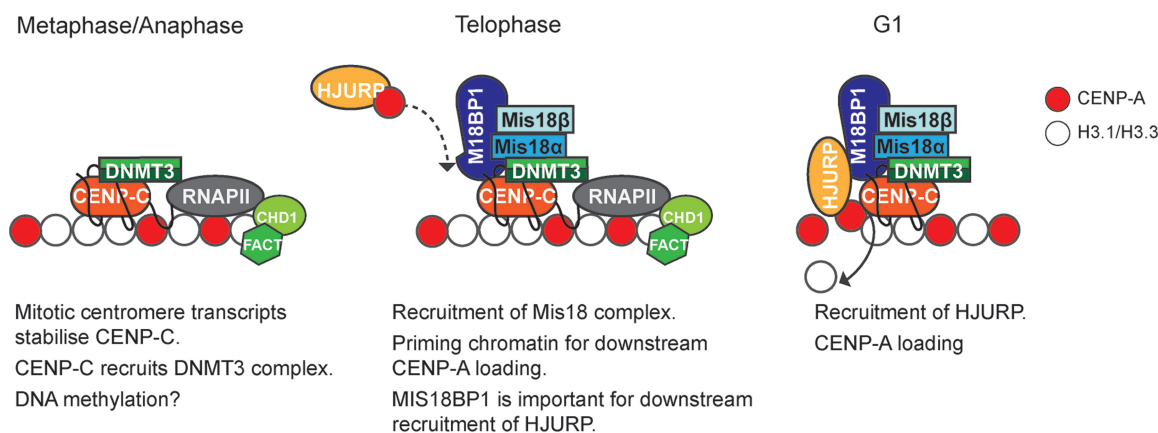 Metaphase/Anaphase
Telophase
G1
HJURP
M18BP1
Mis18β
Mis18α
DNMT3
CENP-C
RNAPII
CHD1
FACT
DNMT3
CENP-C
RNAPII
CHD1
FACT
M18BP1
Mis18β
Mis18α
DNMT3
HJURP
CENP-C
CENP-A
H3.1/H3.3
Mitotic centromere transcripts
stabilise CENP-C.
CENP-C recruits DNMT3 complex.
DNA methylation?
Recruitment of Mis18 complex.
Priming chromatin for downstream
CENP-A loading.
MIS18BP1 is important for downstream
recruitment of HJURP.
Recruitment of HJURP.
CENP-A loading